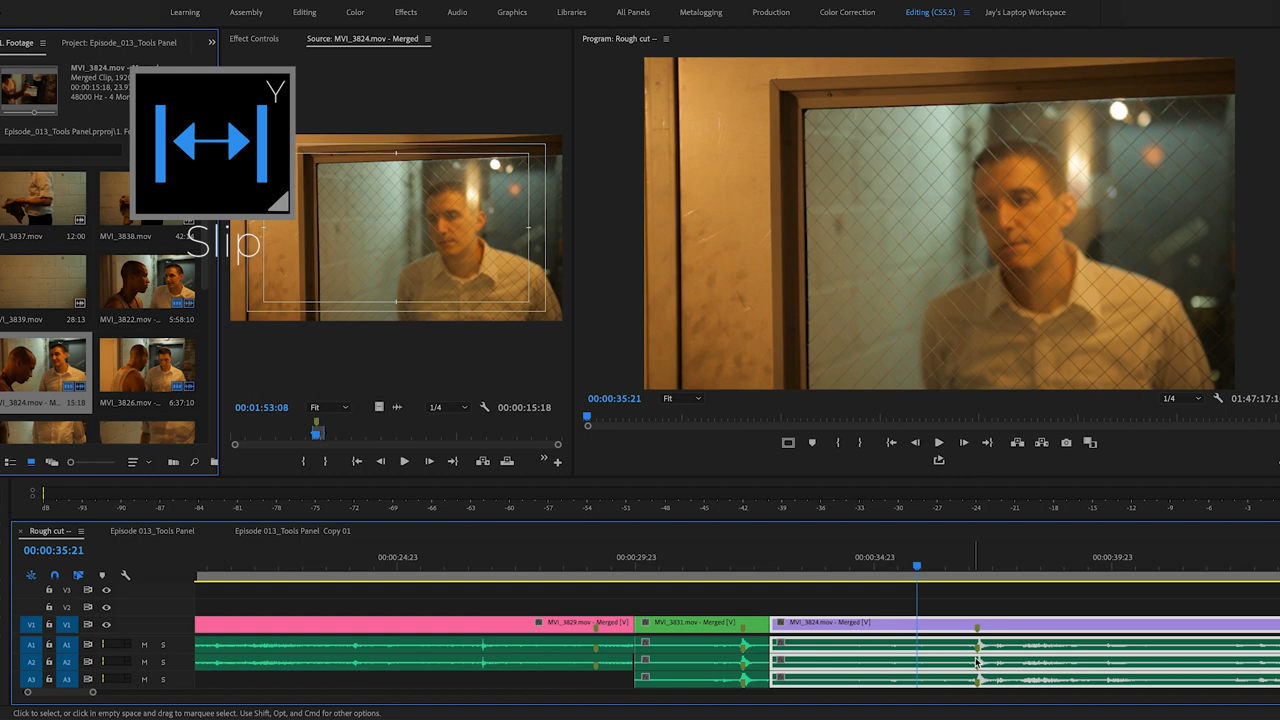 Learning Assembly Editing Color Effects Audio Graphics Libraries All Panels Metalogging Production Color Correction Editing (CS5.5) Jay's Laptop Workspace
Footage Project: Episode_013_Tools Panel
Effect Controls Source: MVI_3824.mov - Merged
Program: Rough cut --
MVI_3824.mov - Merged
Merged Clip, 192
00:00:15:18, 23.9
48000 Hz - 4 Mon
Episode_013_Tools Panel.prproj\1. Fo
Y
Slip
VI_3837.mov 12:00 MVI_3838.mov 42:
VI_3839.mov 28:13 MVI_3822.mov -... 5:58:10
VI_3824.mov - M... 15:18 MVI_3826.mov -... 6:37:10
00:01:53:08 Fit 1/4 00:00:15:18
00:00:35:21 Fit 1/4 01:47:17:1
dB -93 -90 -87 -84 -81 -78 -75 -72 -69 -66 -63 -60 -57 -54 -51 -48 -45 -42 -39 -36 -33 -30 -27 -24 -21 -18 -15 -12 -9 -6 -3
× Rough cut -- Episode 013_Tools Panel Episode 013_Tools Panel Copy 01
00:00:35:21
00:00:24:23 00:00:29:23 00:00:34:23 00:00:39:23
V3
V2
V1 V1 MVI_3829.mov - Merged [V] MVI_3831.mov - Merged [V] MVI_3824.mov - Merged [V]
A1 A1 M S
A2 A2 M S
A3 A3 M S
Click to select, or click in empty space and drag to marquee select. Use Shift, Opt, and Cmd for other options.